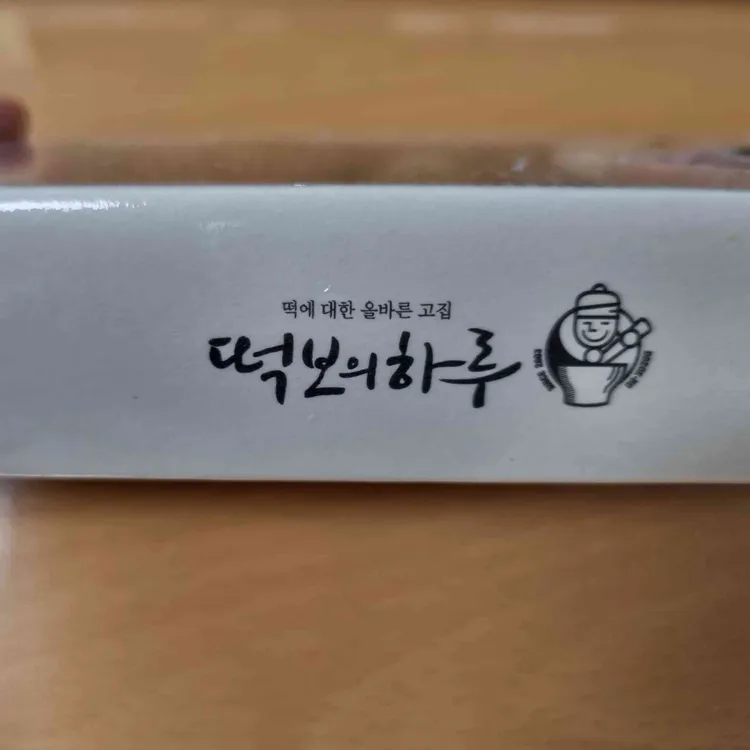 떡에 대한 올바른 고집
떡보의하루